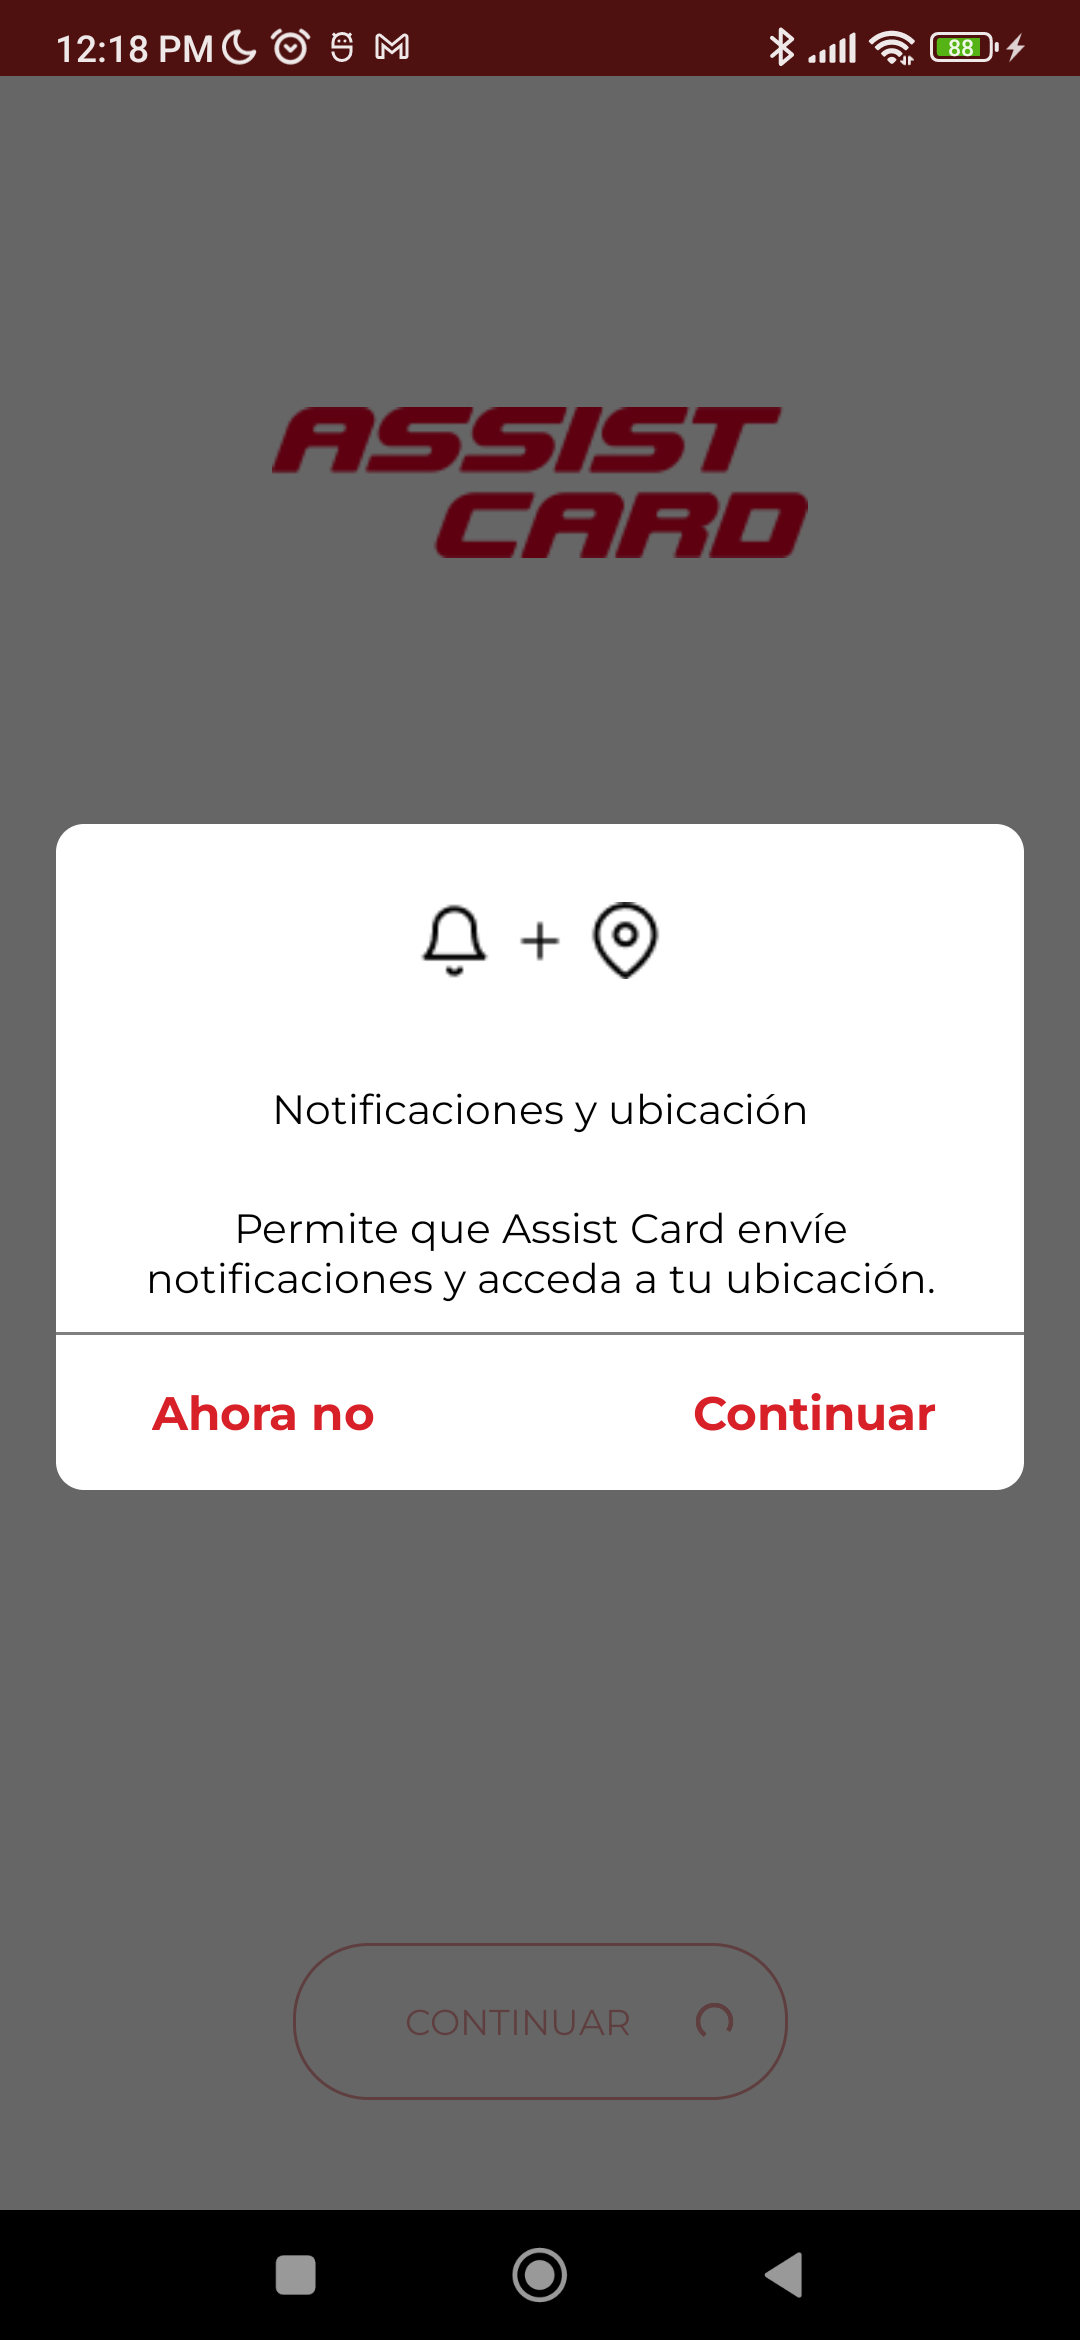 12:18 PM
88
ASSIST
CARD
Notificaciones y ubicación
Permite que Assist Card envíe
notificaciones y acceda a tu ubicación.
Ahora no
Continuar
CONTINUAR